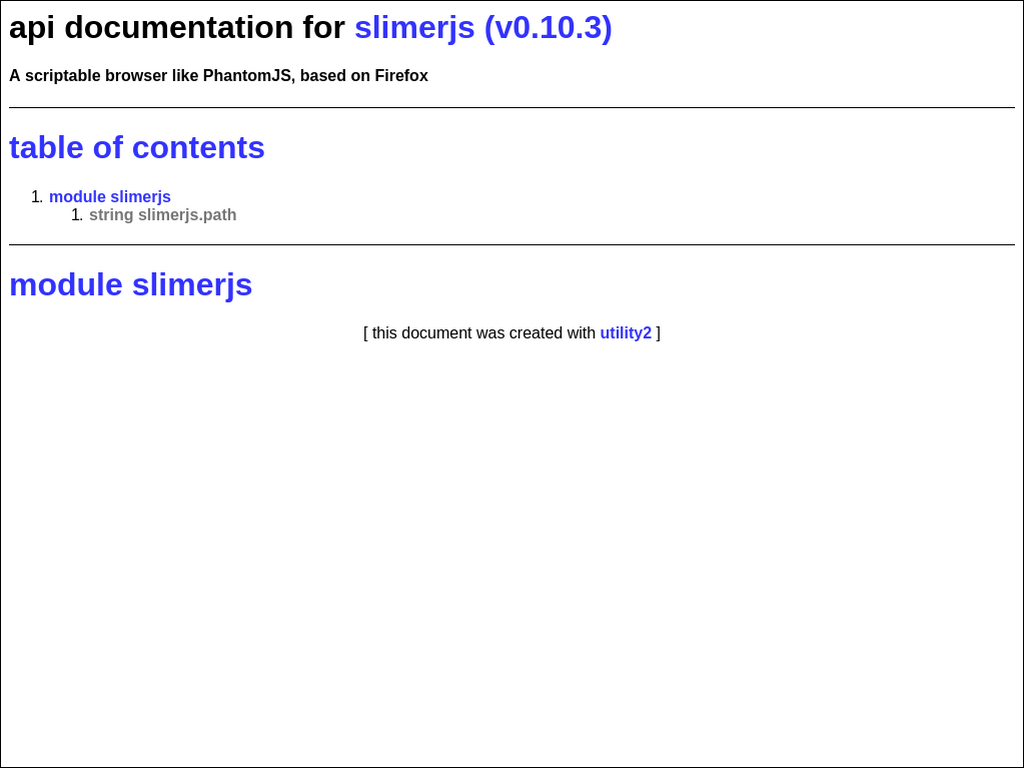 api documentation for slimerjs (v0.10.3)
A scriptable browser like PhantomJS, based on Firefox
table of contents
1. module slimerjs
1. string slimerjs.path
module slimerjs
[ this document was created with utility2 ]